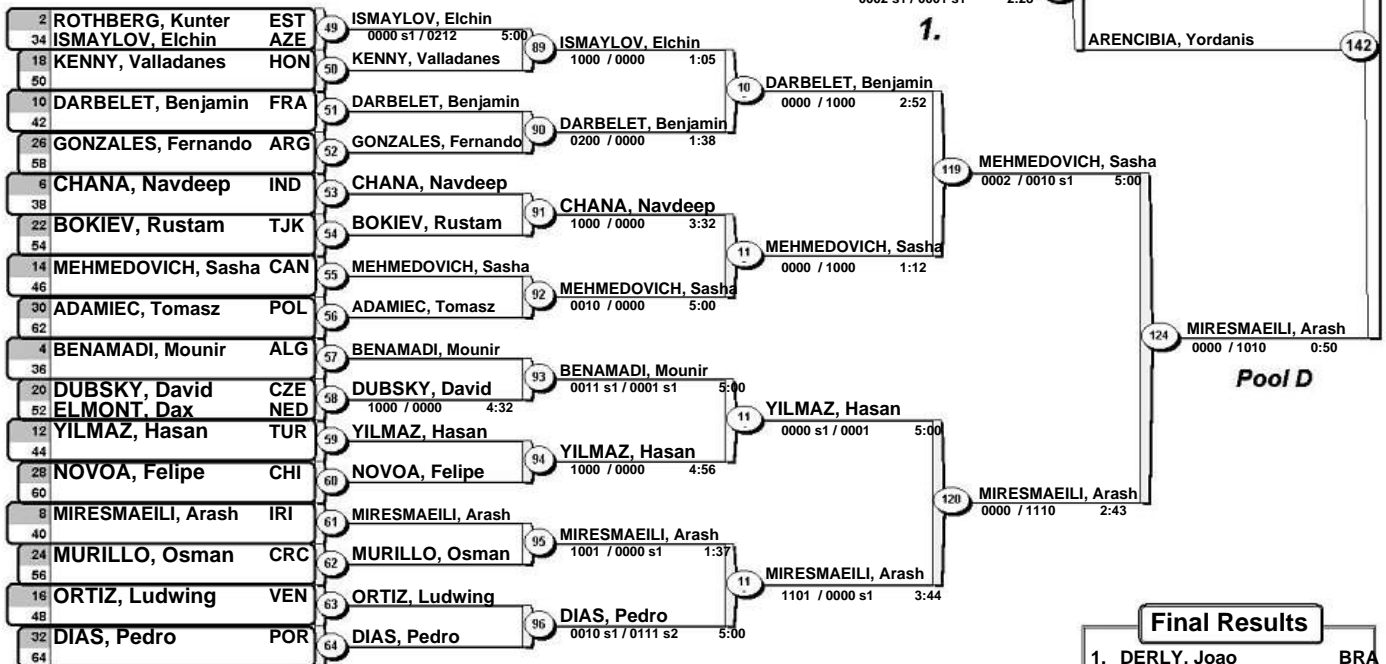 2 ROTHBERG, Kunter EST
34 ISMAYLOV, Elchin AZE
18 KENNY, Valladanes HON
50
10 DARBELET, Benjamin FRA
42
26 GONZALES, Fernando ARG
58
6 CHANA, Navdeep IND
38
22 BOKIEV, Rustam TJK
54
14 MEHMEDOVICH, Sasha CAN
46
30 ADAMIEC, Tomasz POL
62
4 BENAMADI, Mounir ALG
36
20 DUBSKY, David CZE
52 ELMONT, Dax NED
12 YILMAZ, Hasan TUR
44
28 NOVOA, Felipe CHI
60
8 MIRESMAEILI, Arash IRI
40
24 MURILLO, Osman CRC
56
16 ORTIZ, Ludwing VEN
48
32 DIAS, Pedro POR
64
49 ISMAYLOV, Elchin
0000 s1 / 0212 5:00
50 KENNY, Valladanes
51 DARBELET, Benjamin
52 GONZALES, Fernando
53 CHANA, Navdeep
54 BOKIEV, Rustam
55 MEHMEDOVICH, Sasha
56 ADAMIEC, Tomasz
57 BENAMADI, Mounir
58 DUBSKY, David
1000 / 0000 4:32
59 YILMAZ, Hasan
60 NOVOA, Felipe
61 MIRESMAEILI, Arash
62 MURILLO, Osman
63 ORTIZ, Ludwing
64 DIAS, Pedro
89 ISMAYLOV, Elchin
1000 / 0000 1:05
90 DARBELET, Benjamin
0200 / 0000 1:38
91 CHANA, Navdeep
1000 / 0000 3:32
92 MEHMEDOVICH, Sasha
0010 / 0000 5:00
93 BENAMADI, Mounir
0011 s1 / 0001 s1 5:00
94 YILMAZ, Hasan
1000 / 0000 4:56
95 MIRESMAEILI, Arash
1001 / 0000 s1 1:37
96 DIAS, Pedro
0010 s1 / 0111 s2 5:00
10 DARBELET, Benjamin
0000 / 1000 2:52
11 MEHMEDOVICH, Sasha
0000 / 1000 1:12
11 YILMAZ, Hasan
0000 s1 / 0001 5:00
11 MIRESMAEILI, Arash
1101 / 0000 s1 3:44
119 MEHMEDOVICH, Sasha
0002 / 0010 s1 5:00
120 MIRESMAEILI, Arash
0000 / 1110 2:43
124 MIRESMAEILI, Arash
0000 / 1010 0:50
Pool D
1.
ARENCIBIA, Yordanis
142
Final Results
1. DERLY, Joao BRA